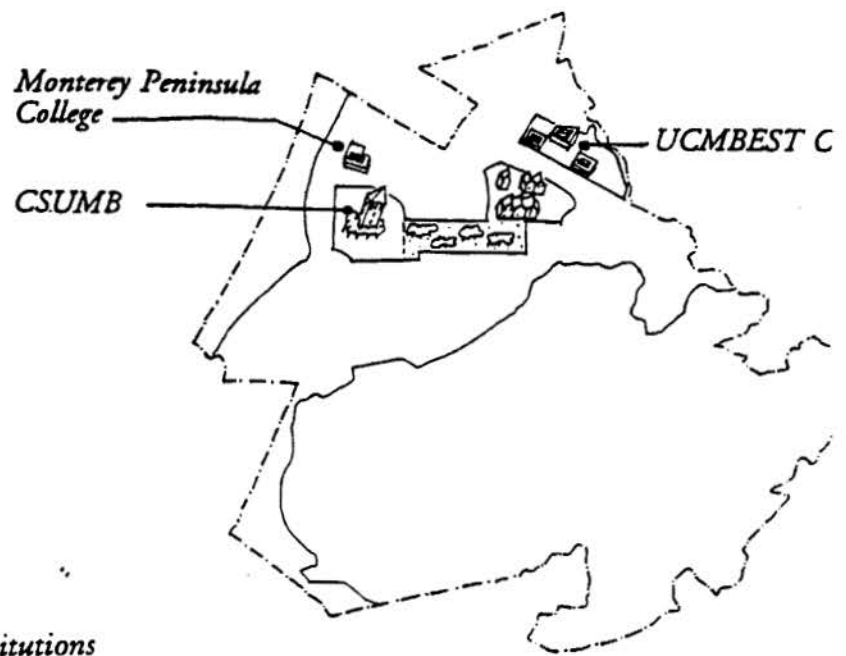 Monterey Peninsula
College
UCMBEST C
CSUMB
itutions